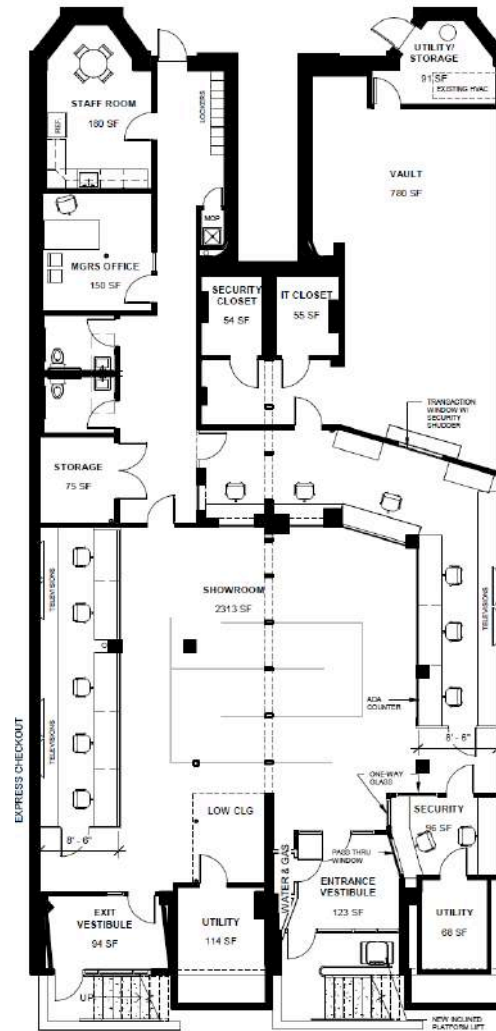 UTILITY/
STORAGE
91 SF
EXISTING HVAC
STAFF ROOM
180 SF
REF.
LOCKERS
VAULT
780 SF
MOP
MGRS OFFICE
150 SF
SECURITY
CLOSET
54 SF
IT CLOSET
55 SF
TRANSACTION
WINDOW W/
SECURITY
SHUDDER
STORAGE
75 SF
SHOWROOM
2313 SF
TELEVISIONS
TELEVISIONS
TELEVISIONS
EXPRESS CHECKOUT
ADA
COUNTER
8' - 6"
ONE-WAY
GLASS
LOW CLG
SECURITY
96 SF
8' - 6"
PASS THRU
WINDOW
WATER & GAS
ENTRANCE
VESTIBULE
123 SF
EXIT
VESTIBULE
94 SF
UTILITY
114 SF
UTILITY
68 SF
UP
NEW INCLINED
PLATFORM LIFT